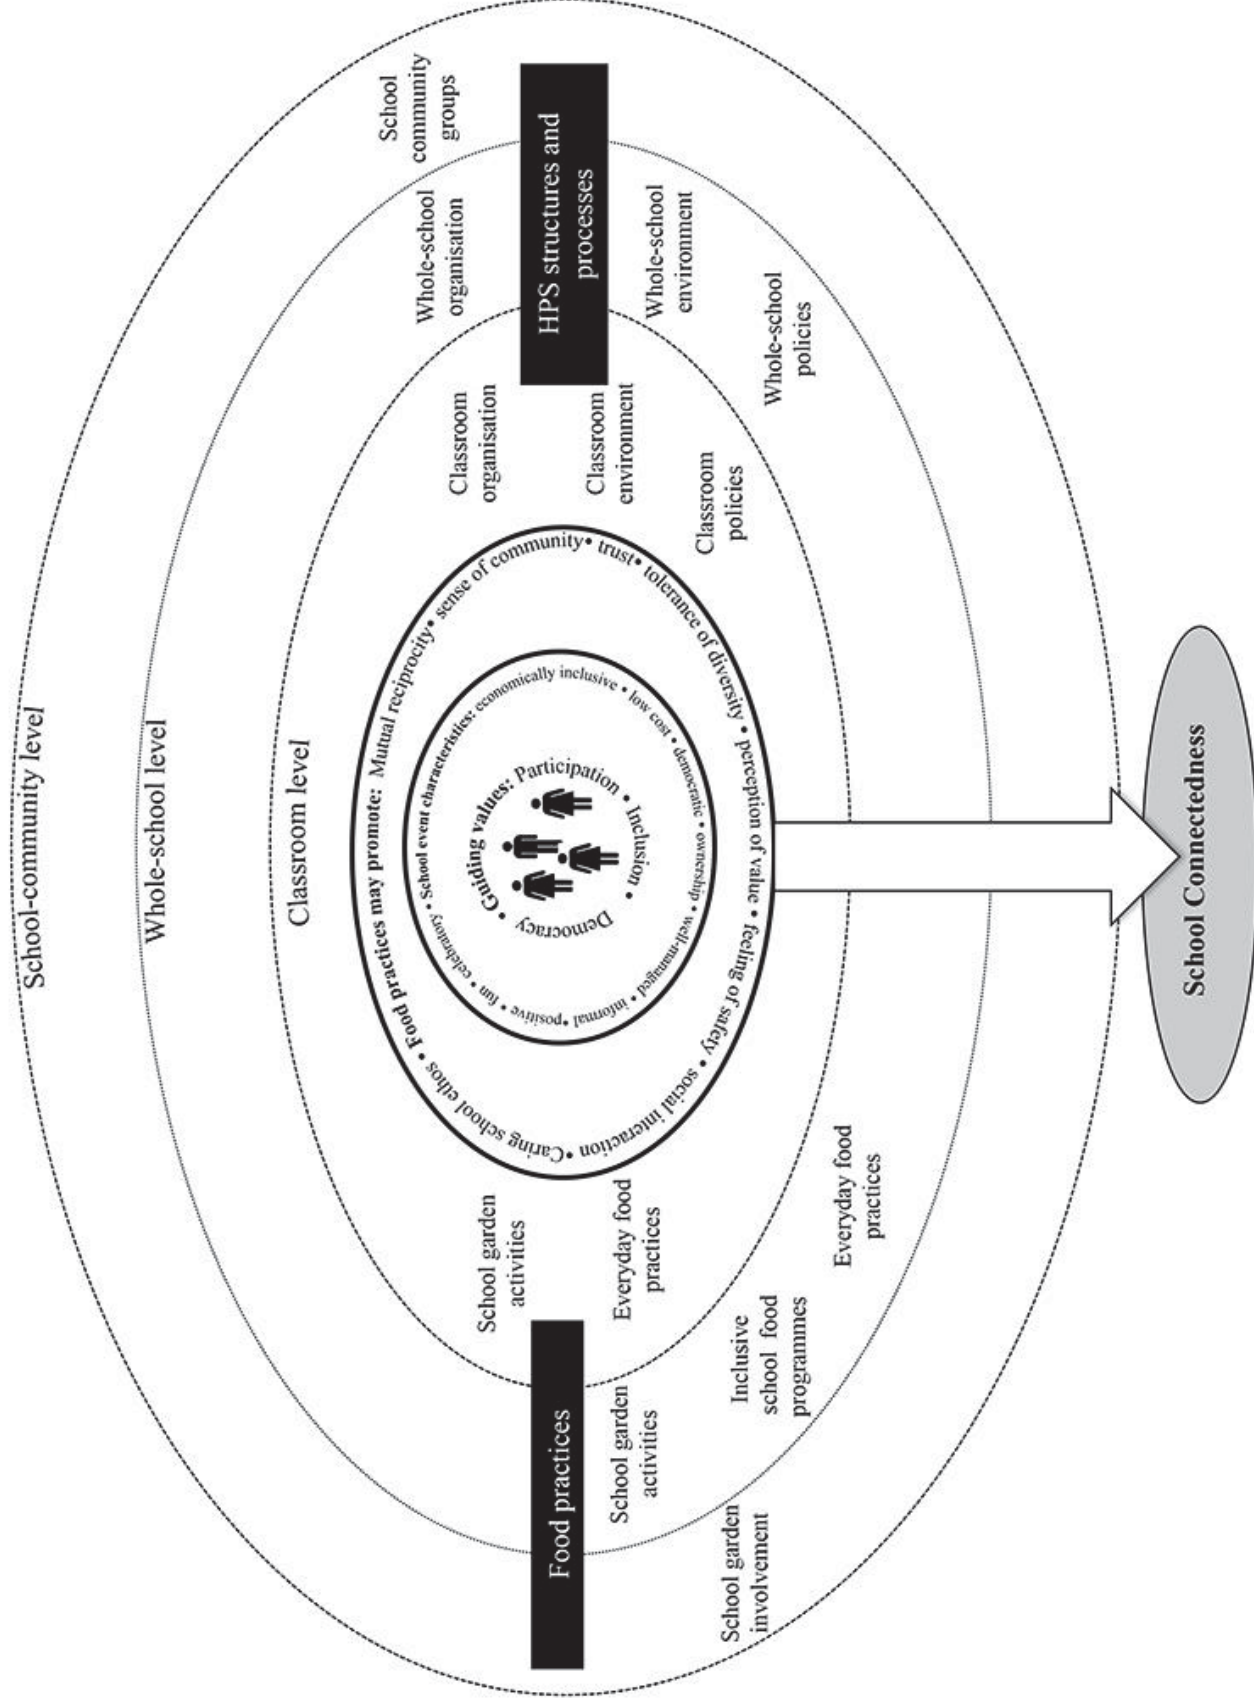 School-community level
Whole-school level
Classroom level
Food practices
HPS structures and
processes
School garden
activities
Everyday food
practices
School garden
activities
Inclusive
school food
programmes
Everyday food
practices
School garden
involvement
Classroom
organisation
Classroom
environment
Classroom
policies
Whole-school
organisation
Whole-school
environment
Whole-school
policies
School
community
groups
Food practices may promote: Mutual reciprocity• sense of community• trust• tolerance of diversity • perception of value • feeling of safety • social interaction •Caring school ethos •
School event characteristics: economically inclusive • low cost • democratic • ownership • well-managed • informal •positive • fun • celebratory •
Guiding values: Participation • Inclusion • Democracy •
School Connectedness